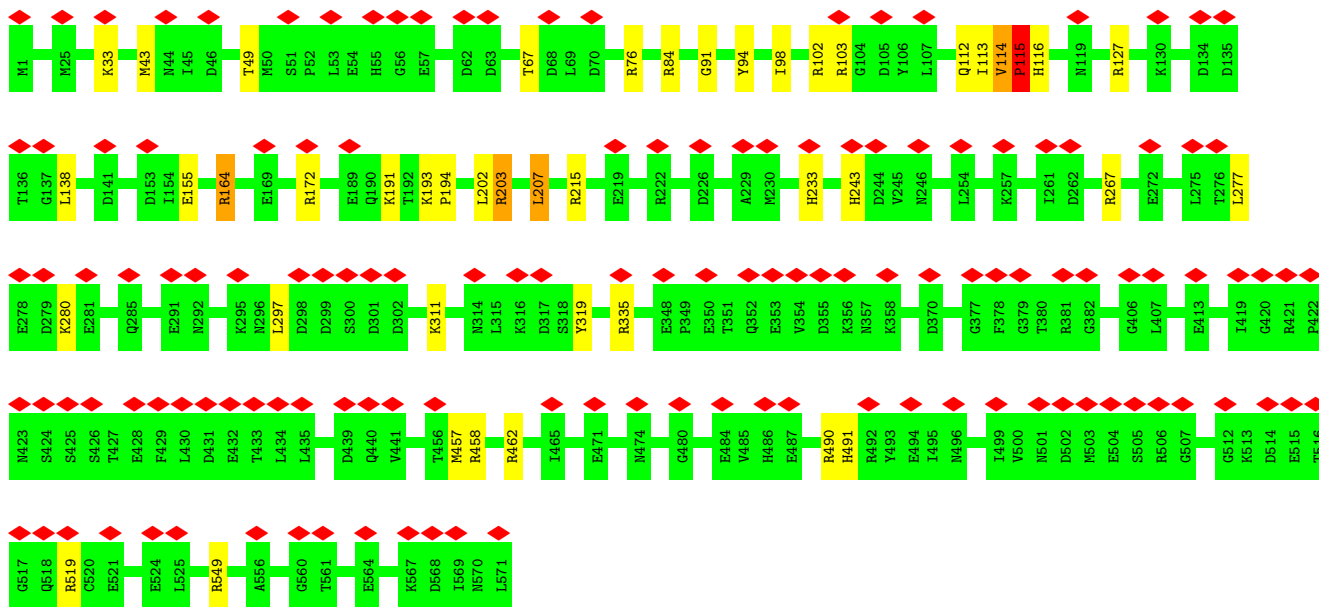 M1 M25 K33 M43 N44 I45 D46 T49 M50 S51 P52 L53 E54 H55 G56 E57 D62 D63 T67 D68 L69 D70 R76 R84 G91 Y94 I98 R102 R103 G104 D105 Y106 L107 Q112 I113 V114 P115 H116 N119 R127 K130 D134 D135
T136 G137 L138 D141 D153 I154 E155 R164 E169 R172 E189 Q190 K191 T192 K193 P194 L202 R203 L207 R215 E219 R222 D226 A229 M230 H233 H243 D244 V245 N246 L254 K257 I261 D262 R267 E272 L275 T276 L277
E278 D279 K280 E281 Q285 E291 N292 K295 N296 L297 D298 D299 S300 D301 D302 K311 N314 L315 K316 D317 S318 Y319 R335 E348 P349 E350 T351 Q352 E353 V354 D355 K356 N357 K358 D370 G377 F378 G379 T380 R381 G382 G406 L407 E413 I419 G420 R421 P422
N423 S424 S425 S426 T427 E428 F429 L430 D431 E432 T433 L434 L435 D439 Q440 V441 T456 M457 R458 R462 I465 E471 N474 G480 E484 V485 H486 E487 R490 H491 R492 Y493 E494 I495 N496 I499 V500 N501 D502 M503 E504 S505 R506 G507 G512 K513 D514 E515 T516
G517 Q518 R519 C520 E521 E524 L525 R549 A556 G560 T561 E564 K567 D568 I569 N570 L571